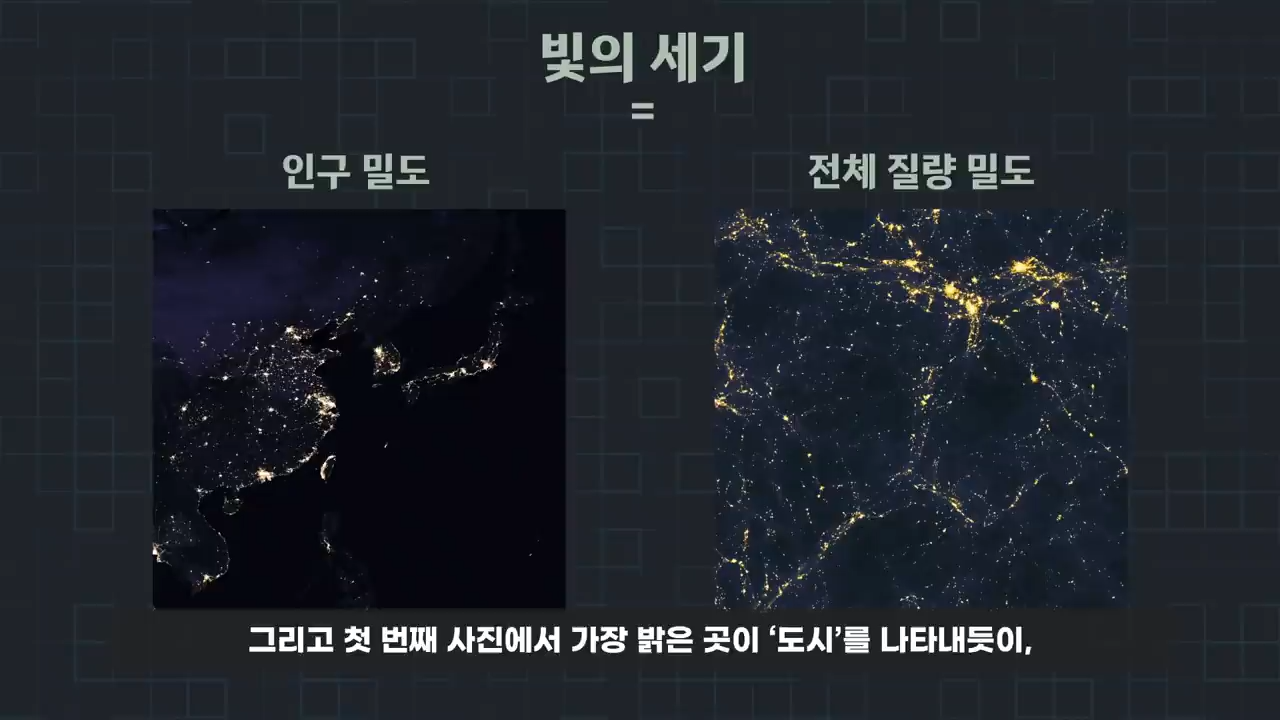 빛의 세기
=
인구 밀도
전체 질량 밀도
그리고 첫 번째 사진에서 가장 밝은 곳이 ‘도시’를 나타내듯이,